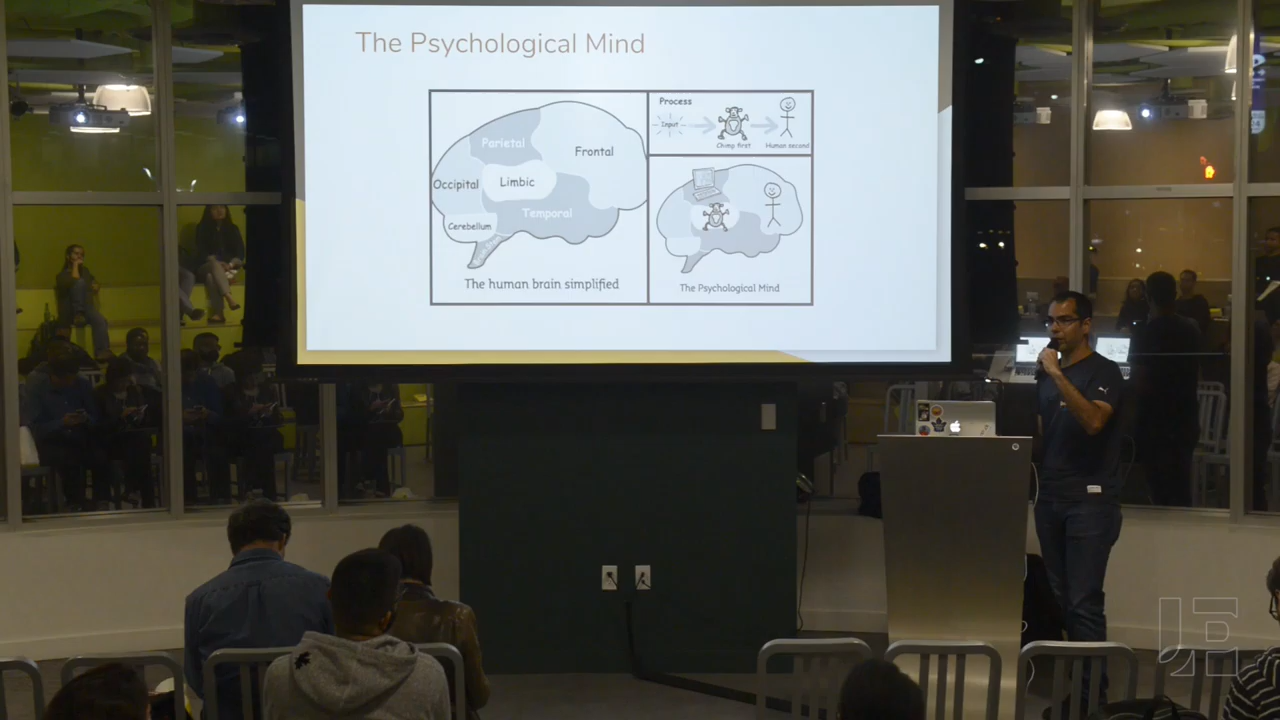 The Psychological Mind
Parietal
Frontal
Occipital
Limbic
Temporal
Cerebellum
The human brain simplified
Process
Input
Chimp first
Human second
The Psychological Mind